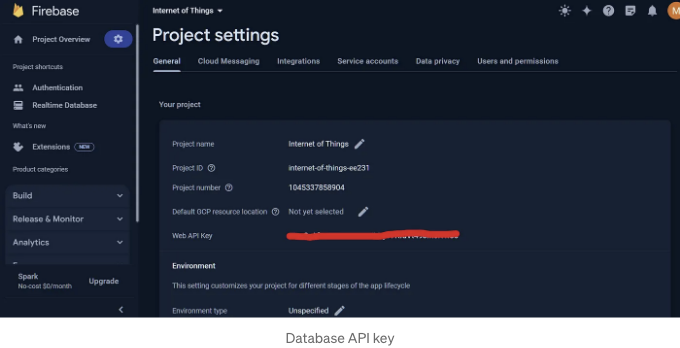 Firebase
Internet of Things
M
Project Overview
Project settings
Project shortcuts
General Cloud Messaging Integrations Service accounts Data privacy Users and permissions
Authentication
Realtime Database
What's new
Extensions NEW
Product categories
Build
Release & Monitor
Analytics
Spark
No-cost $0/month
Upgrade
Your project
Project name Internet of Things
Project ID internet-of-things-ee231
Project number 1045337858904
Default GCP resource location Not yet selected
Web API Key
Environment
This setting customizes your project for different stages of the app lifecycle
Environment type Unspecified
Database API key